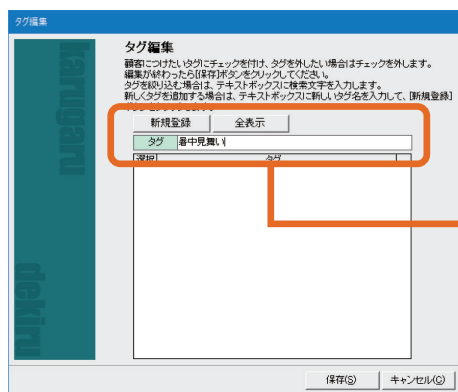 タグ編集
タグ編集
顧客につけたいタグにチェックを付け、タグを外したい場合はチェックを外します。
編集が終わったら[保存]ボタンをクリックしてください。
タグを絞り込む場合は、テキストボックスに検索文字を入力します。
新しくタグを追加する場合は、テキストボックスに新しいタグ名を入力して、[新規登録]
新規登録 全表示
タグ 暑中見舞い
選択 タグ
karugaru
dekiru
保存(S) キャンセル(C)